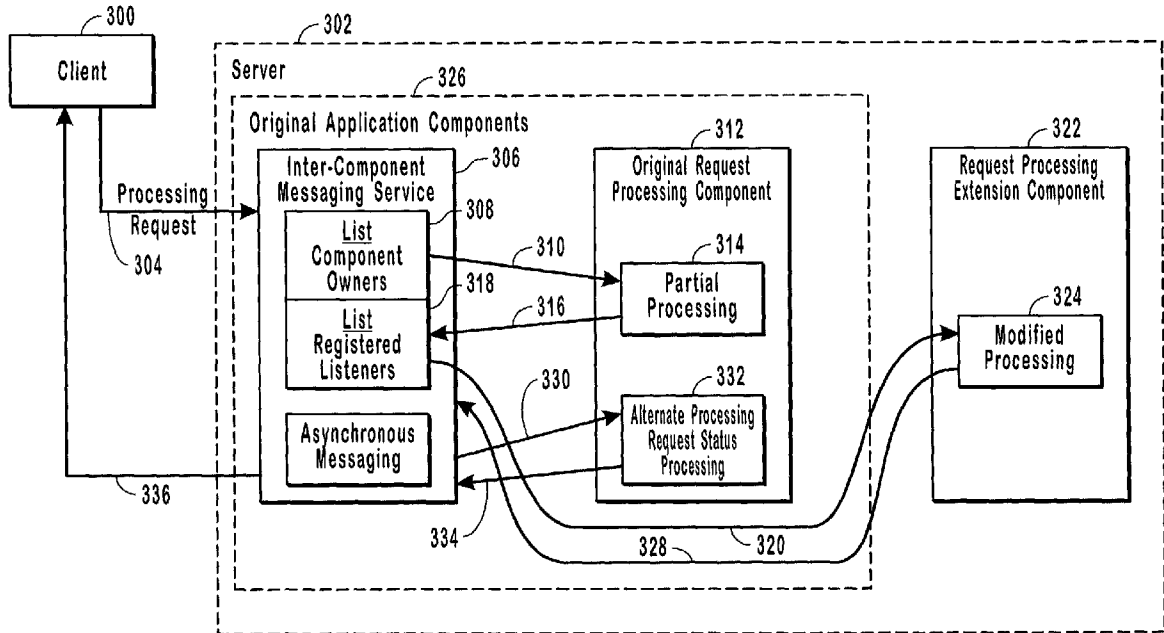 300
Client
302
Server
326
Original Application Components
Processing
Request
304
Inter-Component
Messaging Service
306
308
List
Component
Owners
318
List
Registered
Listeners
Asynchronous
Messaging
310
316
330
334
312
Original Request
Processing Component
314
Partial
Processing
332
Alternate Processing
Request Status
Processing
322
Request Processing
Extension Component
324
Modified
Processing
320
328
336